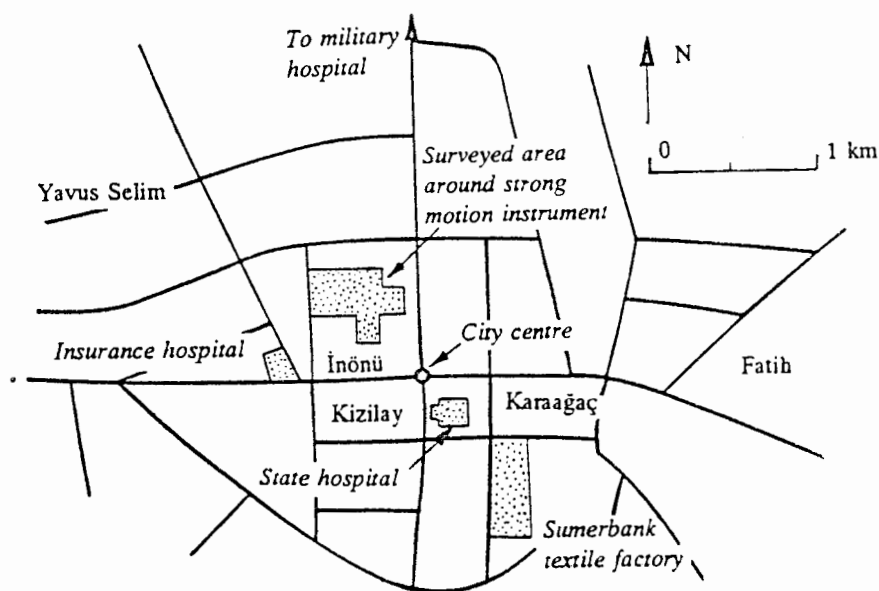 To military
hospital
N
0 1 km
Surveyed area
around strong
motion instrument
Yavus Selim
City centre
Insurance hospital
İnönü
Fatih
Kizilay
Karaağaç
State hospital
Sumerbank
textile factory